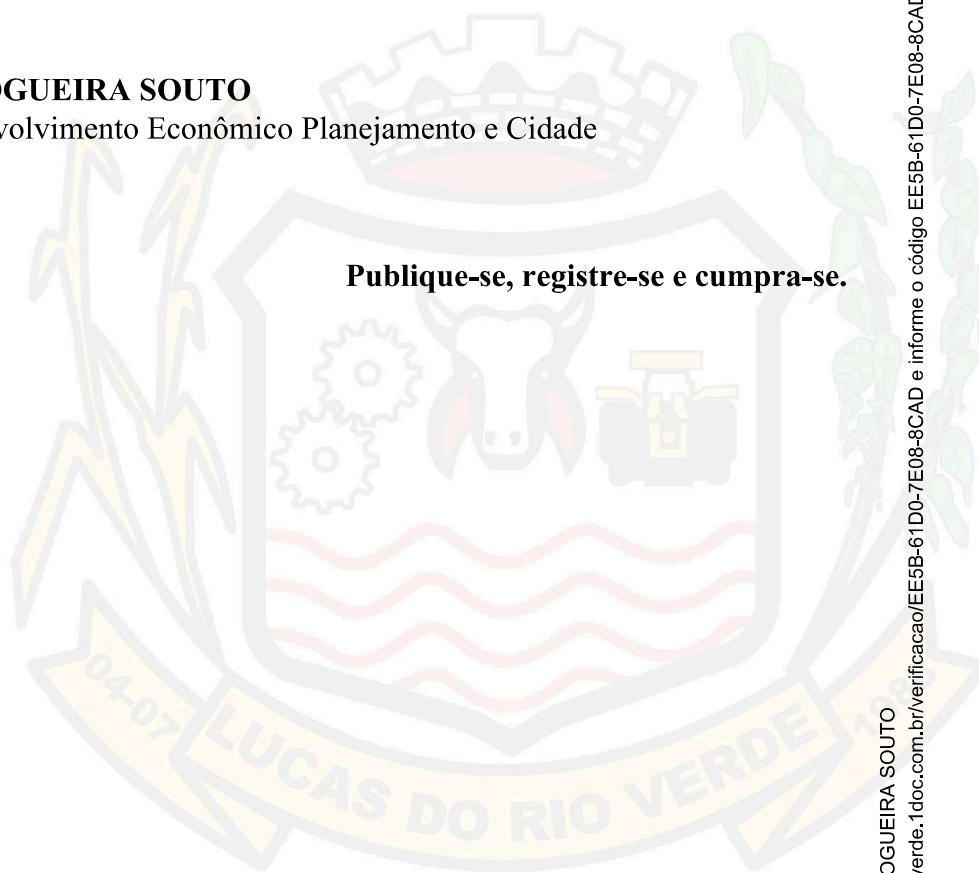 OGUEIRA SOUTO
volvimento Econômico Planejamento e Cidade
Publique-se, registre-se e cumpra-se.
04-07
LUCAS DO RIO VERDE
OGUEIRA SOUTO
verde.1doc.com.br/verificacao/EE5B-61D0-7E08-8CAD e informe o código EE5B-61D0-7E08-8CAD